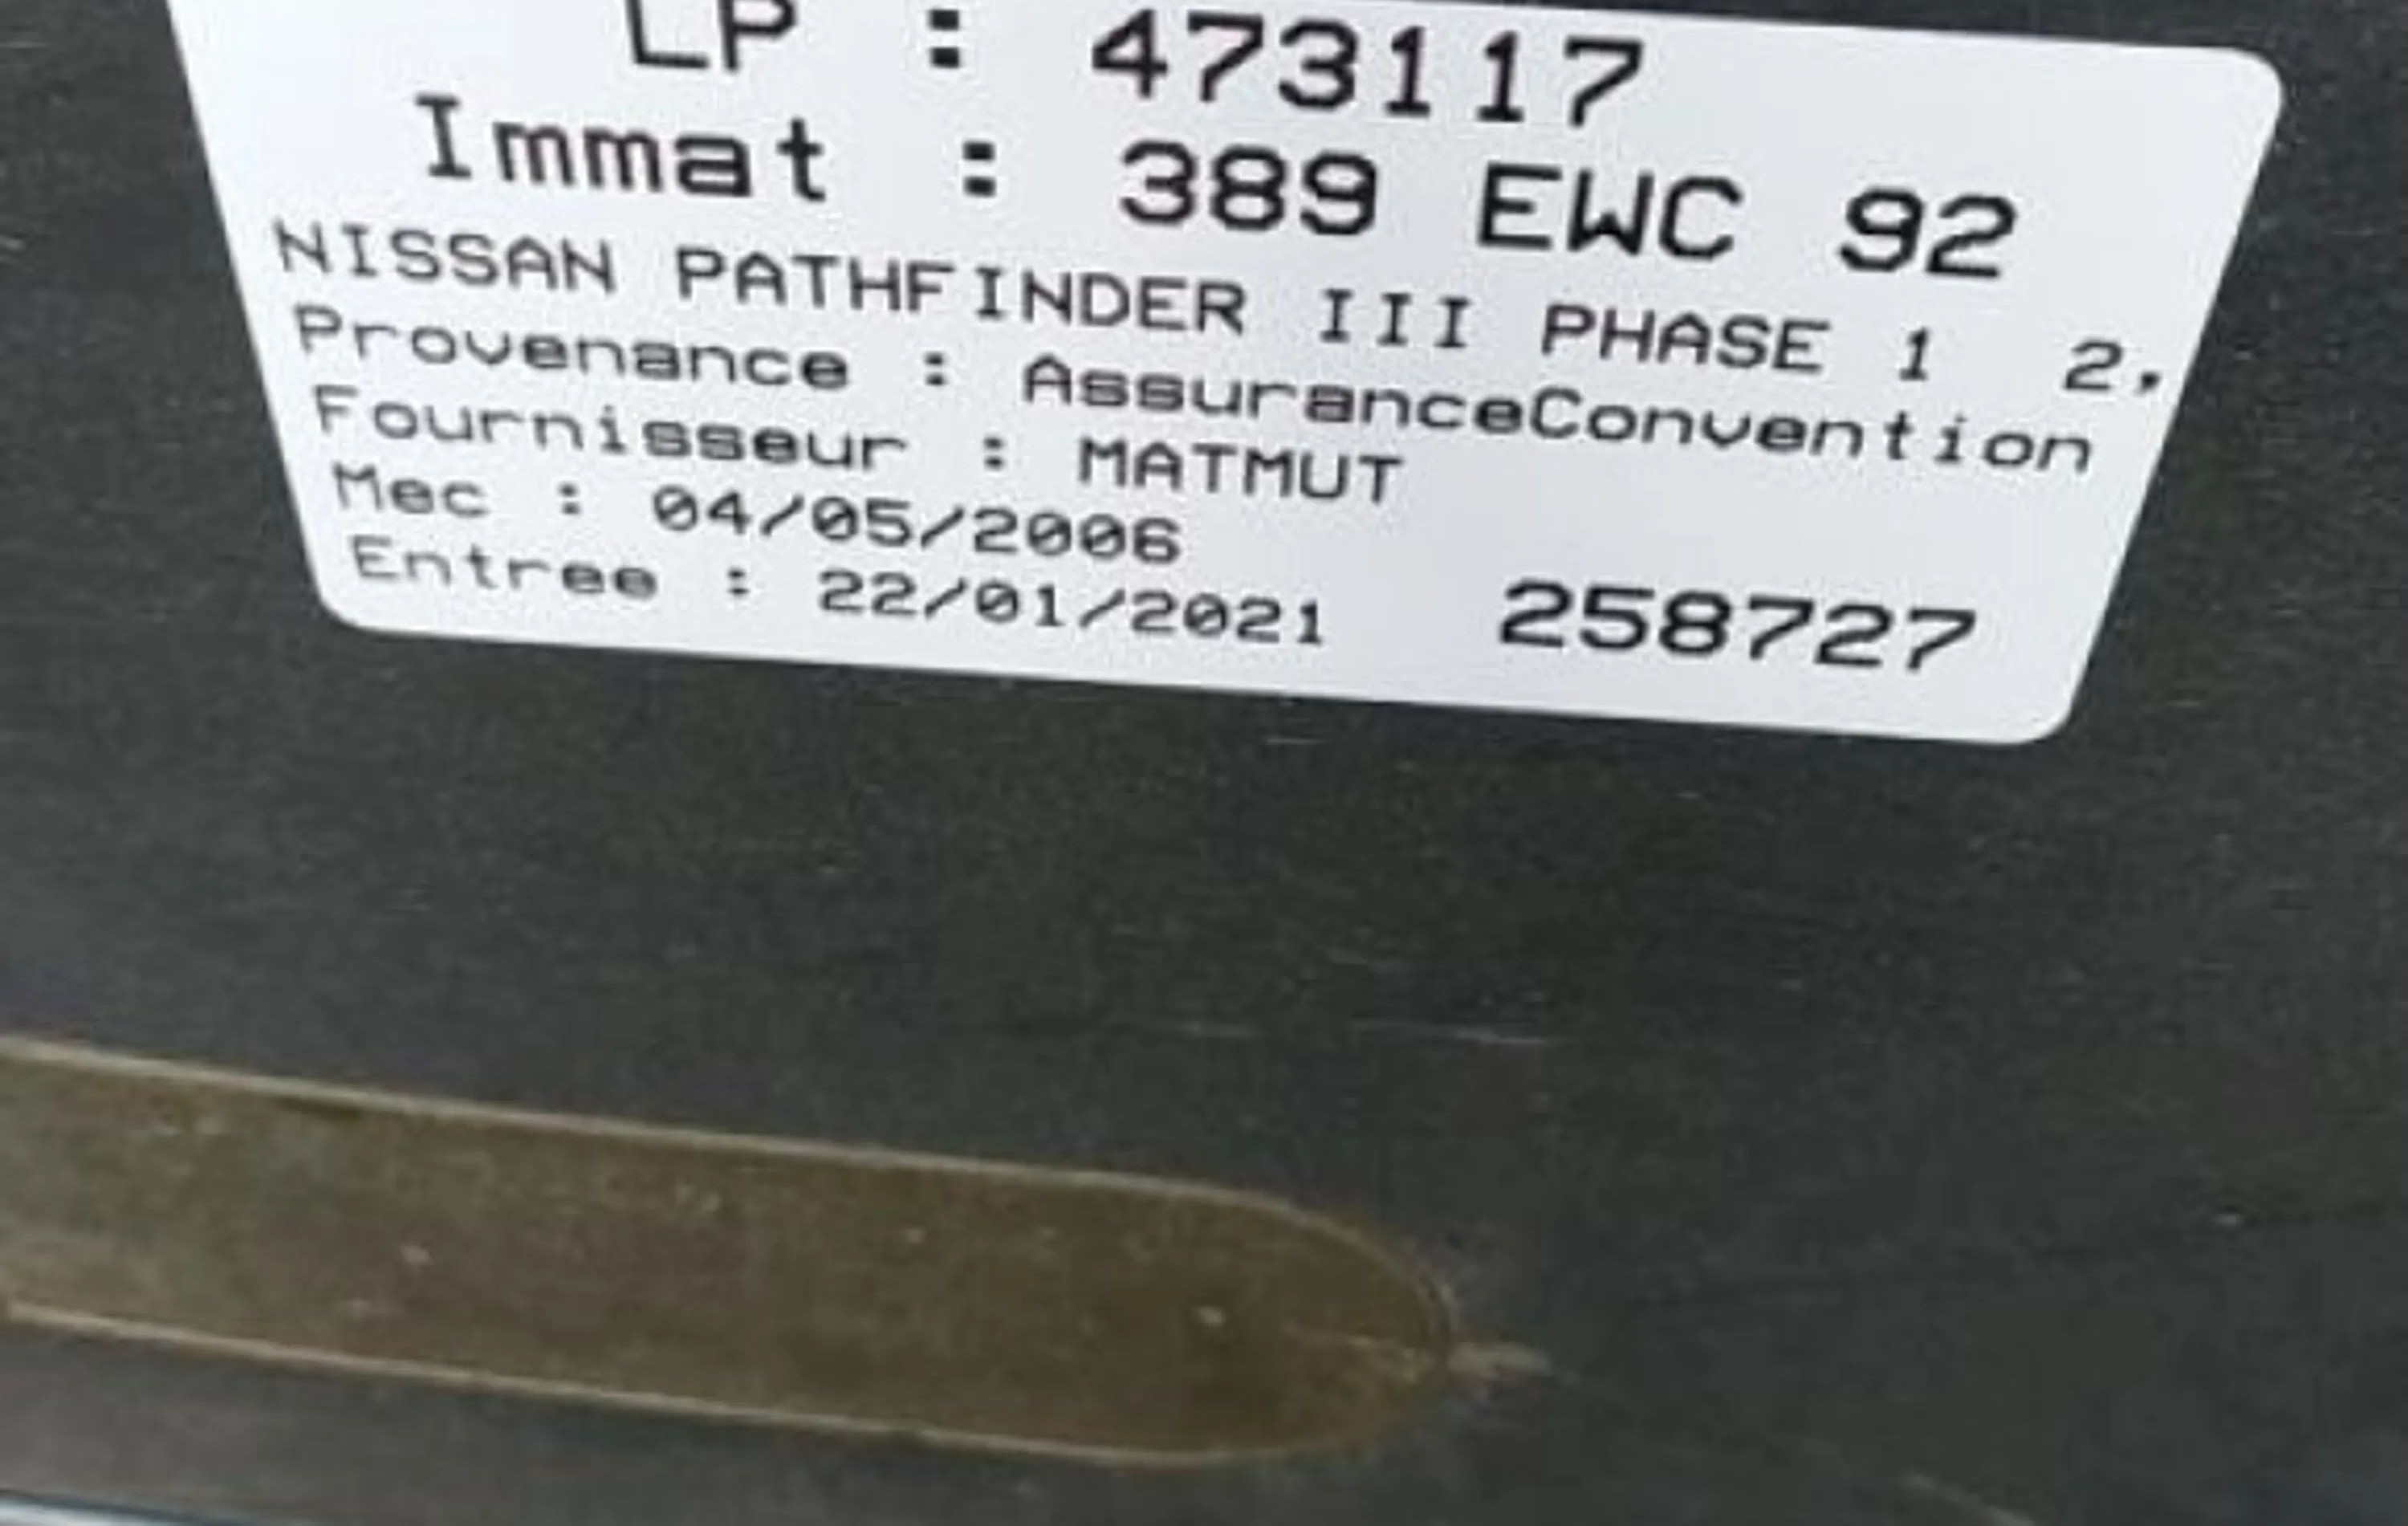 LP : 473117
Immat : 389 EWC 92
NISSAN PATHFINDER III PHASE 1 2,
Provenance : AssuranceConvention
Fournisseur : MATMUT
Mec : 04/05/2006
Entree : 22/01/2021 258727